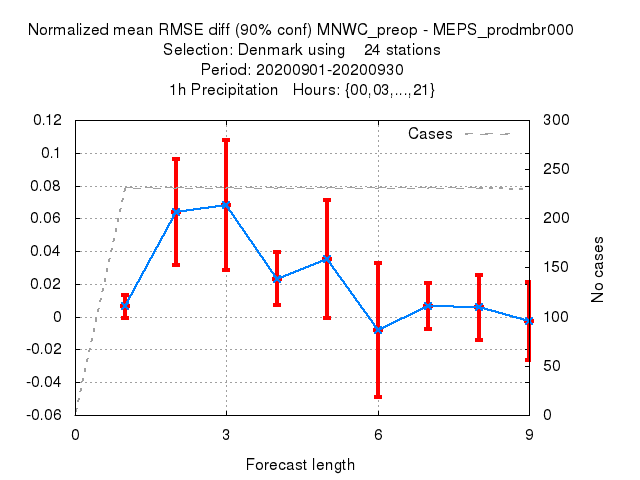 Normalized mean RMSE diff (90% conf) MNWC_preop - MEPS_prodmbr000
Selection: Denmark using 24 stations
Period: 20200901-20200930
1h Precipitation Hours: {00,03,...,21}
Cases
0.12
0.1
0.08
0.06
0.04
0.02
0
-0.02
-0.04
-0.06
300
250
200
150
100
50
0
No cases
0 3 6 9
Forecast length